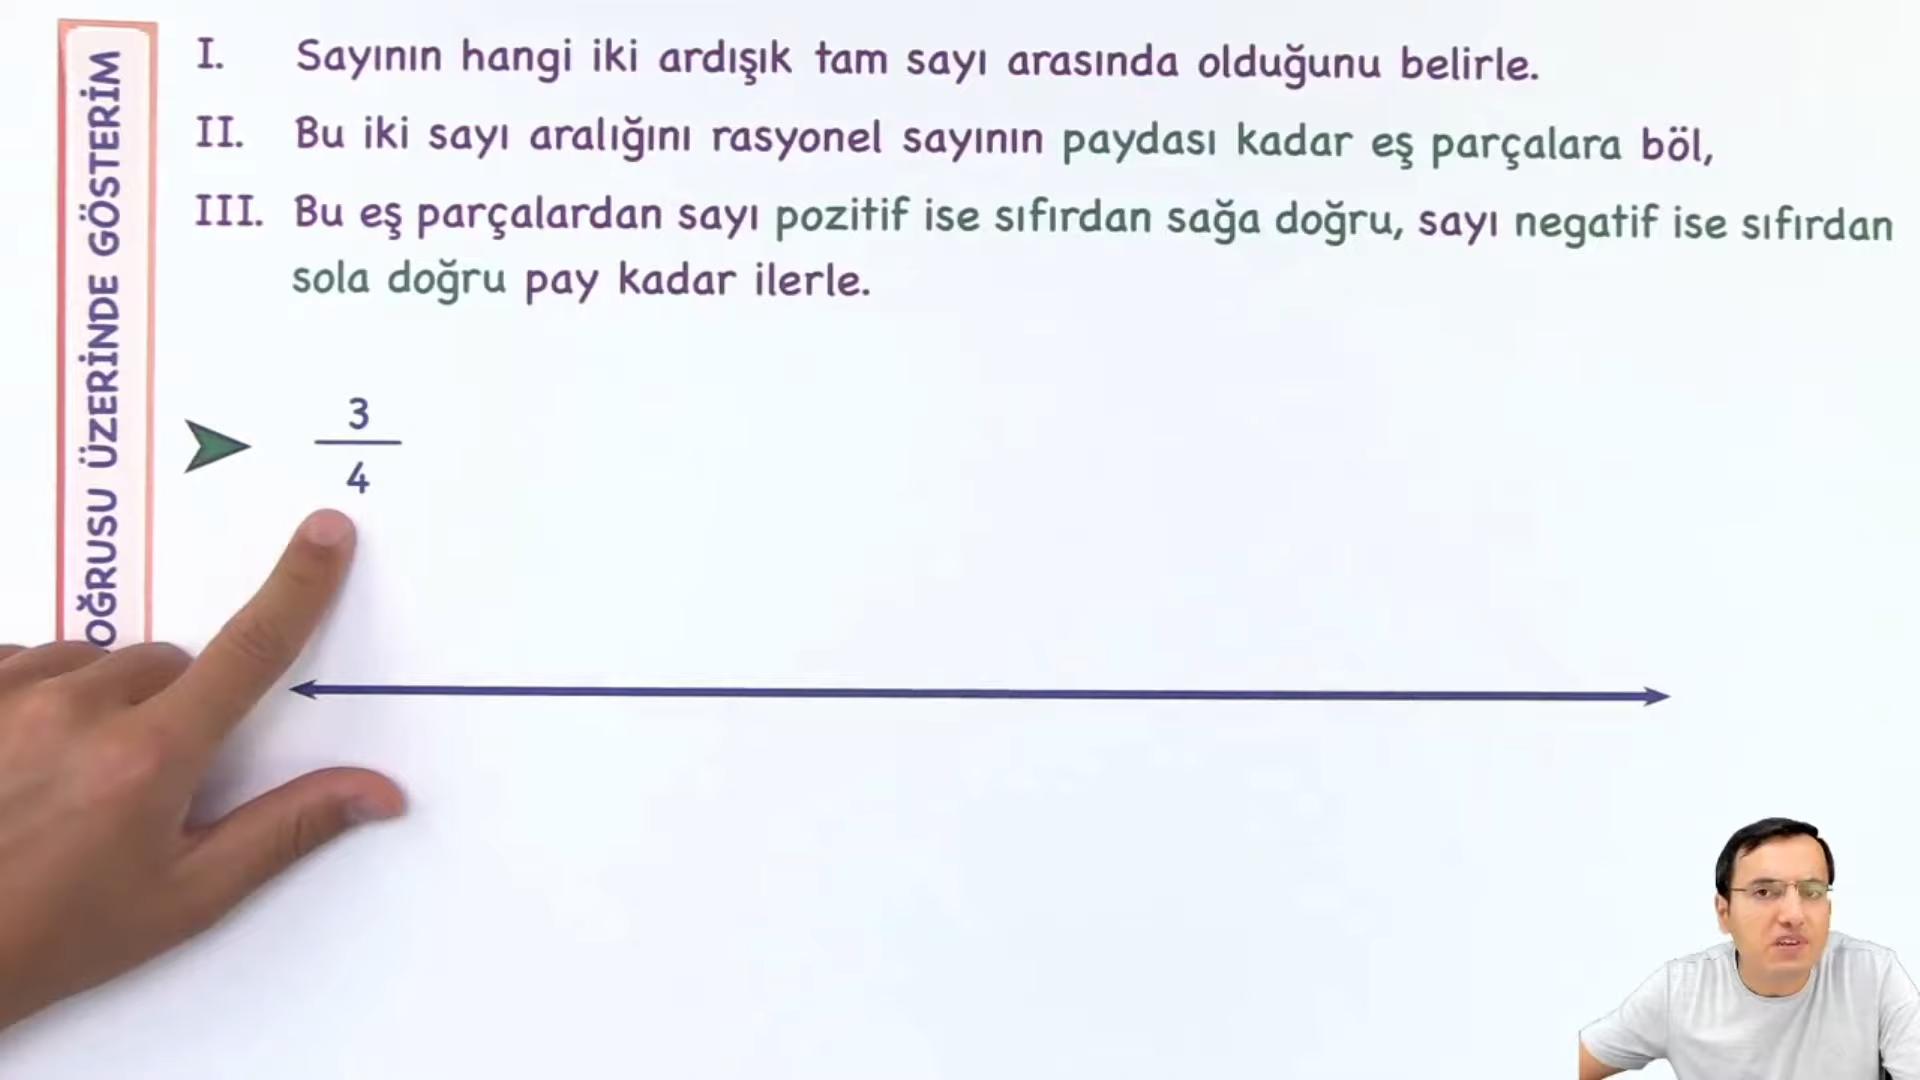 OĞRUSU ÜZERİNDE GÖSTERİM
I. Sayının hangi iki ardışık tam sayı arasında olduğunu belirle.
II. Bu iki sayı aralığını rasyonel sayının paydası kadar eş parçalara böl,
III. Bu eş parçalardan sayı pozitif ise sıfırdan sağa doğru, sayı negatif ise sıfırdan
sola doğru pay kadar ilerle.
3
4